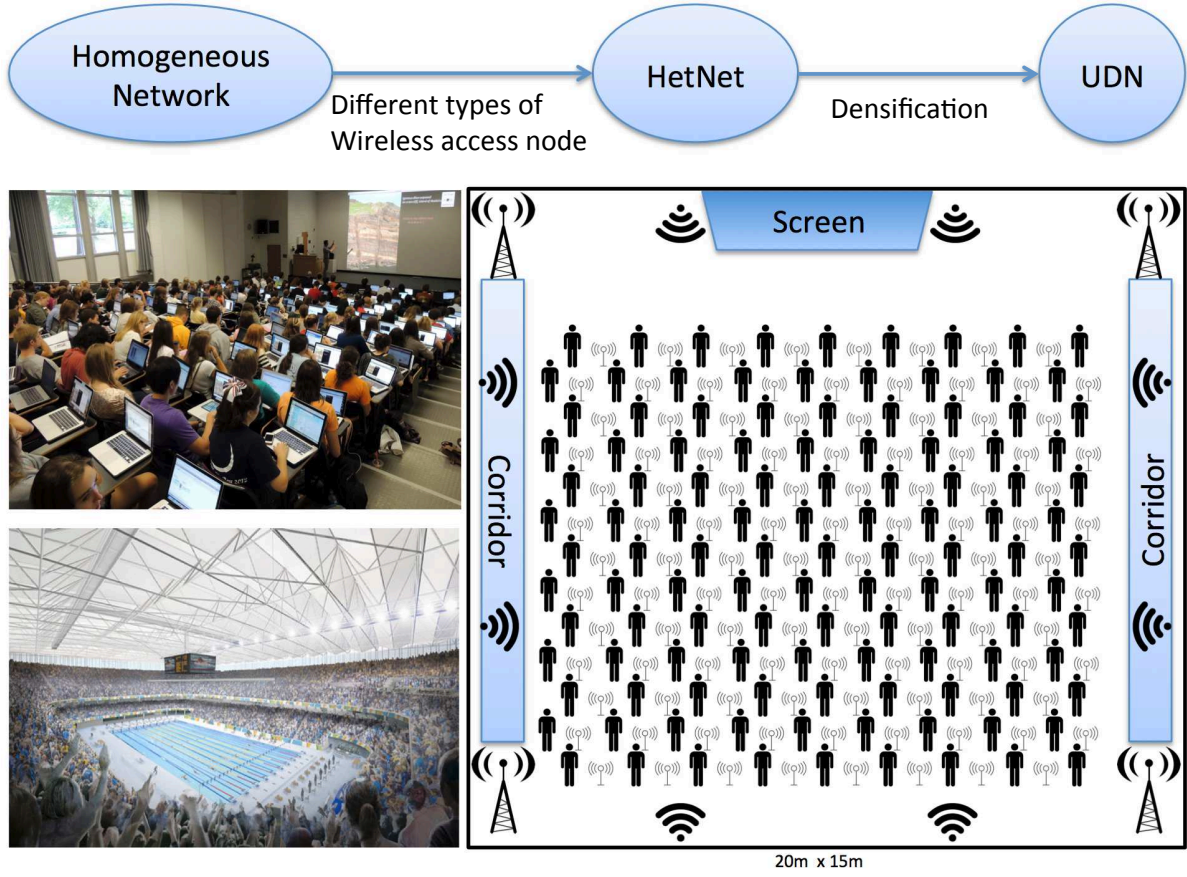 Homogeneous
Network
Different types of
Wireless access node
HetNet
Densification
UDN
Screen
Corridor
Corridor
20m x 15m